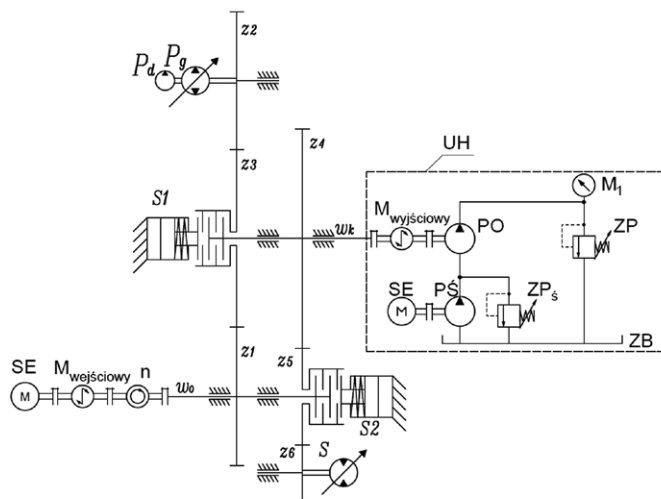 z2
Pd Pg
z3
z4
UH
S1
M1
Mwyjściowy
PO
ZP
wk
SE
PŚ
ZPś
M
ZB
z1
z5
SE
Mwejściowy
n
w0
M
S2
z6
S